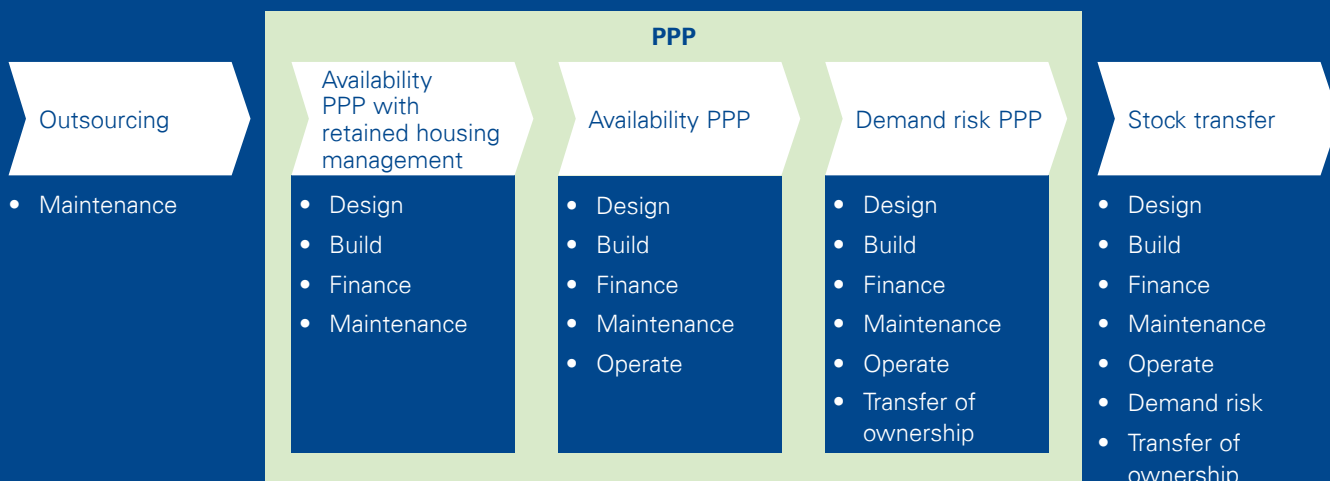 PPP
Outsourcing
• Maintenance
Availability
PPP with
retained housing
management
• Design
• Build
• Finance
• Maintenance
Availability PPP
• Design
• Build
• Finance
• Maintenance
• Operate
Demand risk PPP
• Design
• Build
• Finance
• Maintenance
• Operate
• Transfer of
ownership
Stock transfer
• Design
• Build
• Finance
• Maintenance
• Operate
• Demand risk
• Transfer of
ownership